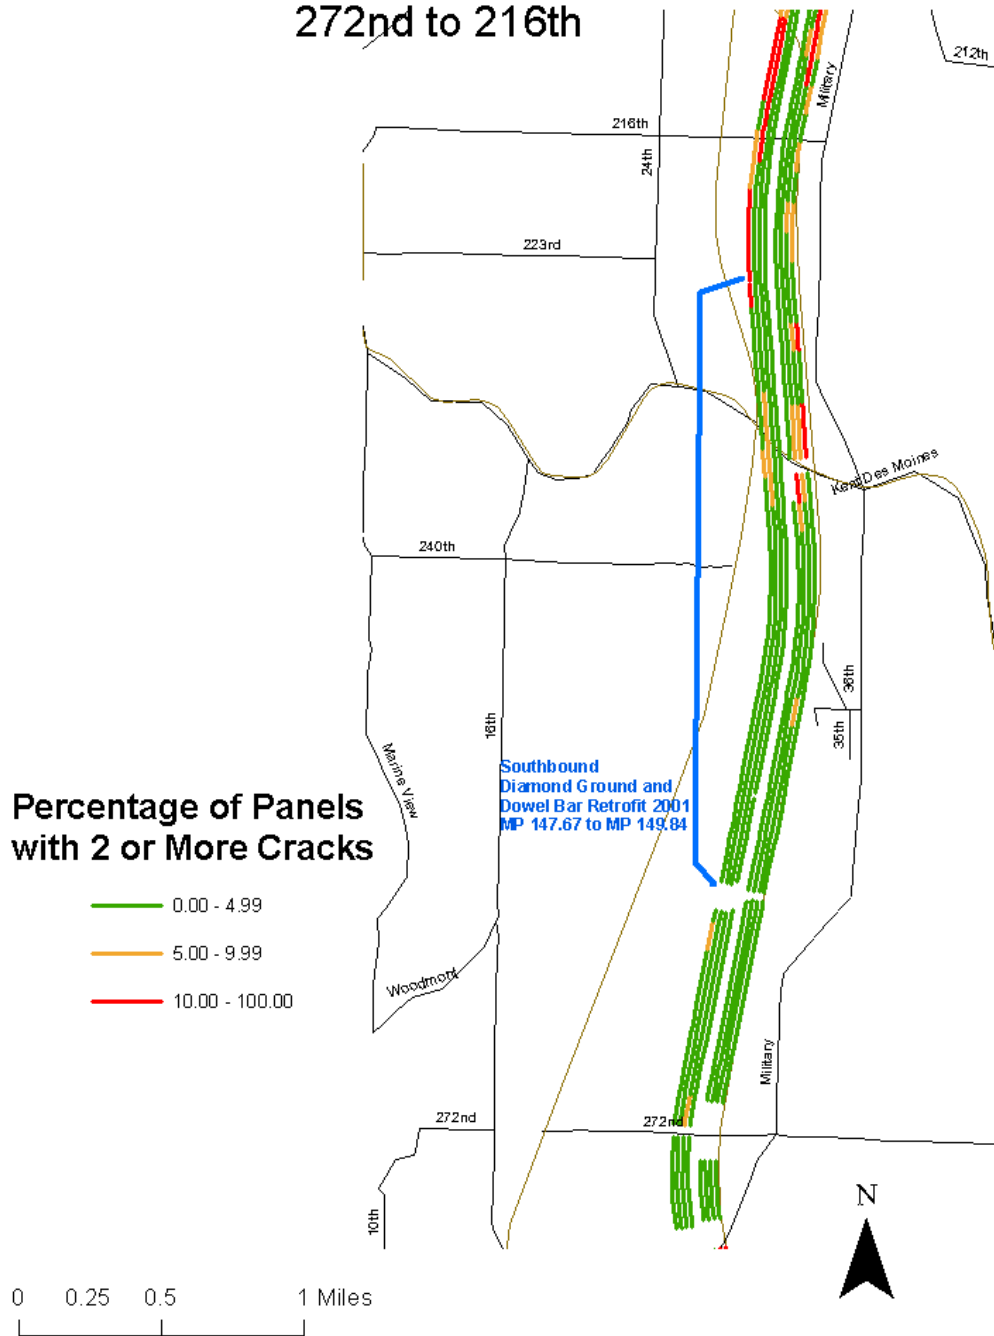 272nd to 216th
212th
Military
216th
24th
223rd
Kent Des Moines
240th
36th
35th
16th
Marine View
Southbound
Diamond Ground and
Dowel Bar Retrofit 2001
MP 147.67 to MP 149.84
Percentage of Panels
with 2 or More Cracks
0.00 - 4.99
5.00 - 9.99
10.00 - 100.00
Woodmont
Military
272nd
272nd
10th
N
0 0.25 0.5 1 Miles